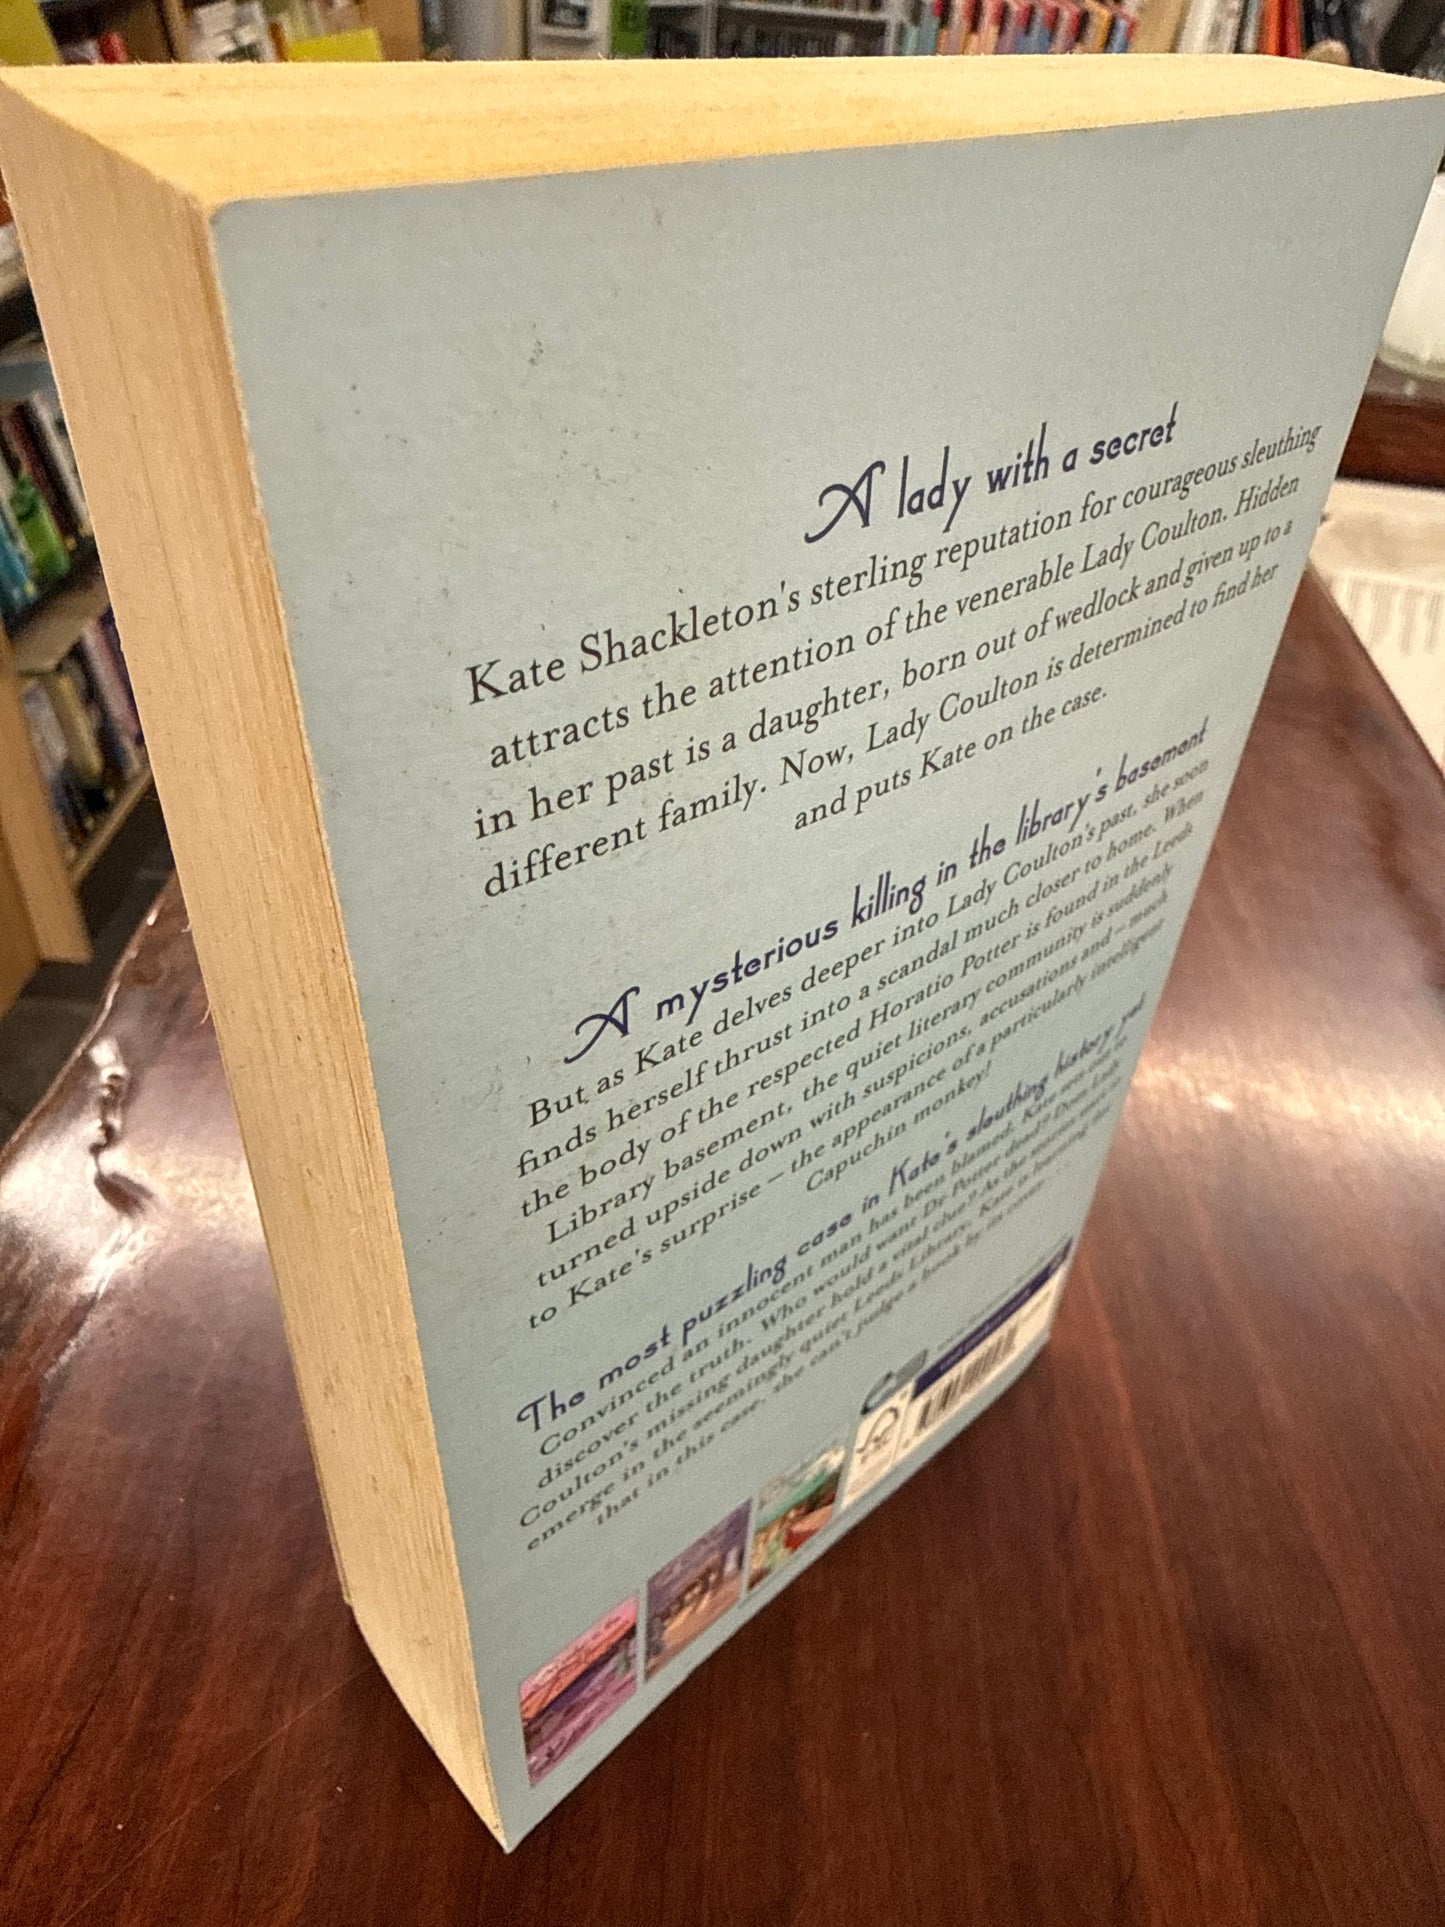 A lady with a secret
Kate Shackleton's sterling reputation for courageous sleuthing
attracts the attention of the venerable Lady Coulton. Hidden
in her past is a daughter, born out of wedlock and given up to a
different family. Now, Lady Coulton is determined to find her
and puts Kate on the case.
A mysterious killing in the library's basement
But as Kate delves deeper into Lady Coulton's past, she soon
finds herself thrust into a scandal much closer to home. When
the body of the respected Horatio Potter is found in the Leeds
Library basement, the quiet literary community is suddenly
turned upside down with suspicions, accusations and – much
to Kate's surprise – the appearance of a particularly intelligent
Capuchin monkey!
The most puzzling case in Kate's sleuthing history yet
Convinced an innocent man has been blamed, Kate sets out to
discover the truth. Who would want Dr Potter dead? Does Lady
Coulton's missing daughter hold a vital clue? As the
emerge in the seemingly quiet Leeds Library, Kate is learning
that in this case, she can't judge a book by its cover